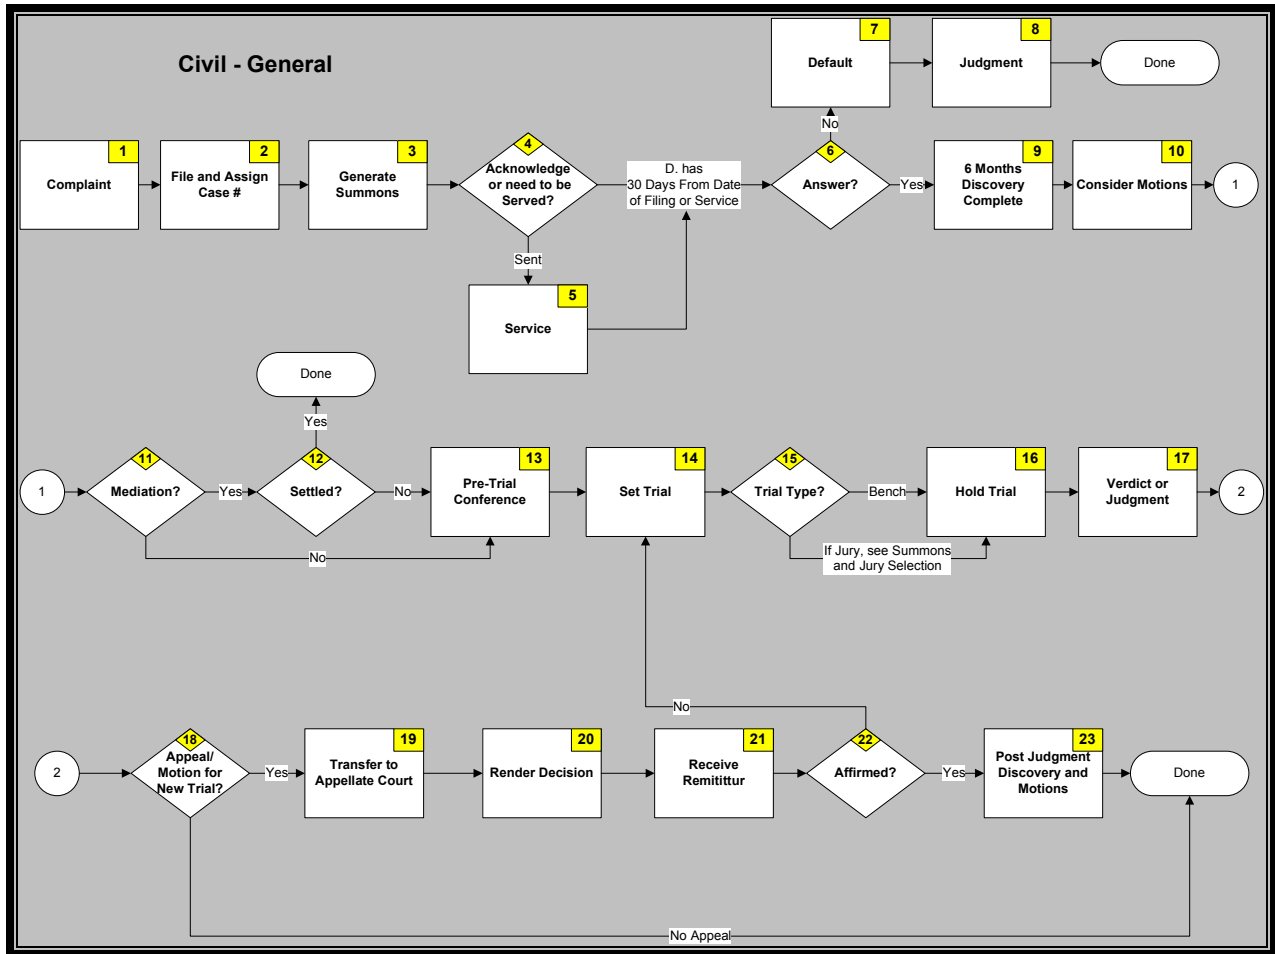 Civil - General
7
Default
8
Judgment
Done
No
1
Complaint
2
File and Assign
Case #
3
Generate
Summons
4
Acknowledge
or need to be
Served?
D. has
30 Days From Date
of Filing or Service
6
Answer?
Yes
9
6 Months
Discovery
Complete
10
Consider Motions
1
Sent
5
Service
Done
Yes
1
11
Mediation?
Yes
12
Settled?
No
13
Pre-Trial
Conference
14
Set Trial
15
Trial Type?
Bench
16
Hold Trial
17
Verdict or
Judgment
2
No
If Jury, see Summons
and Jury Selection
No
2
18
Appeal/
Motion for
New Trial?
Yes
19
Transfer to
Appellate Court
20
Render Decision
21
Receive
Remitittur
22
Affirmed?
Yes
23
Post Judgment
Discovery and
Motions
Done
No Appeal